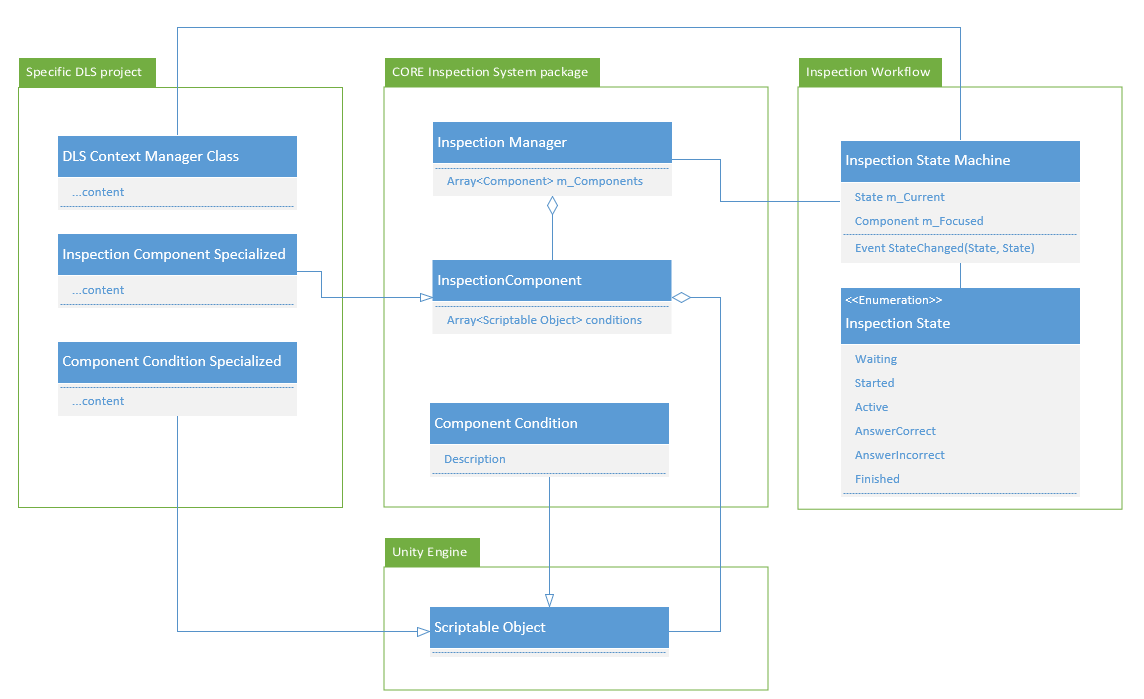 Specific DLS project
DLS Context Manager Class
...content
Inspection Component Specialized
...content
Component Condition Specialized
...content
CORE Inspection System package
Inspection Manager
Array<Component> m_Components
InspectionComponent
Array<Scriptable Object> conditions
Component Condition
Description
Unity Engine
Scriptable Object
Inspection Workflow
Inspection State Machine
State m_Current
Component m_Focused
Event StateChanged(State, State)
<<Enumeration>>
Inspection State
Waiting
Started
Active
AnswerCorrect
AnswerIncorrect
Finished